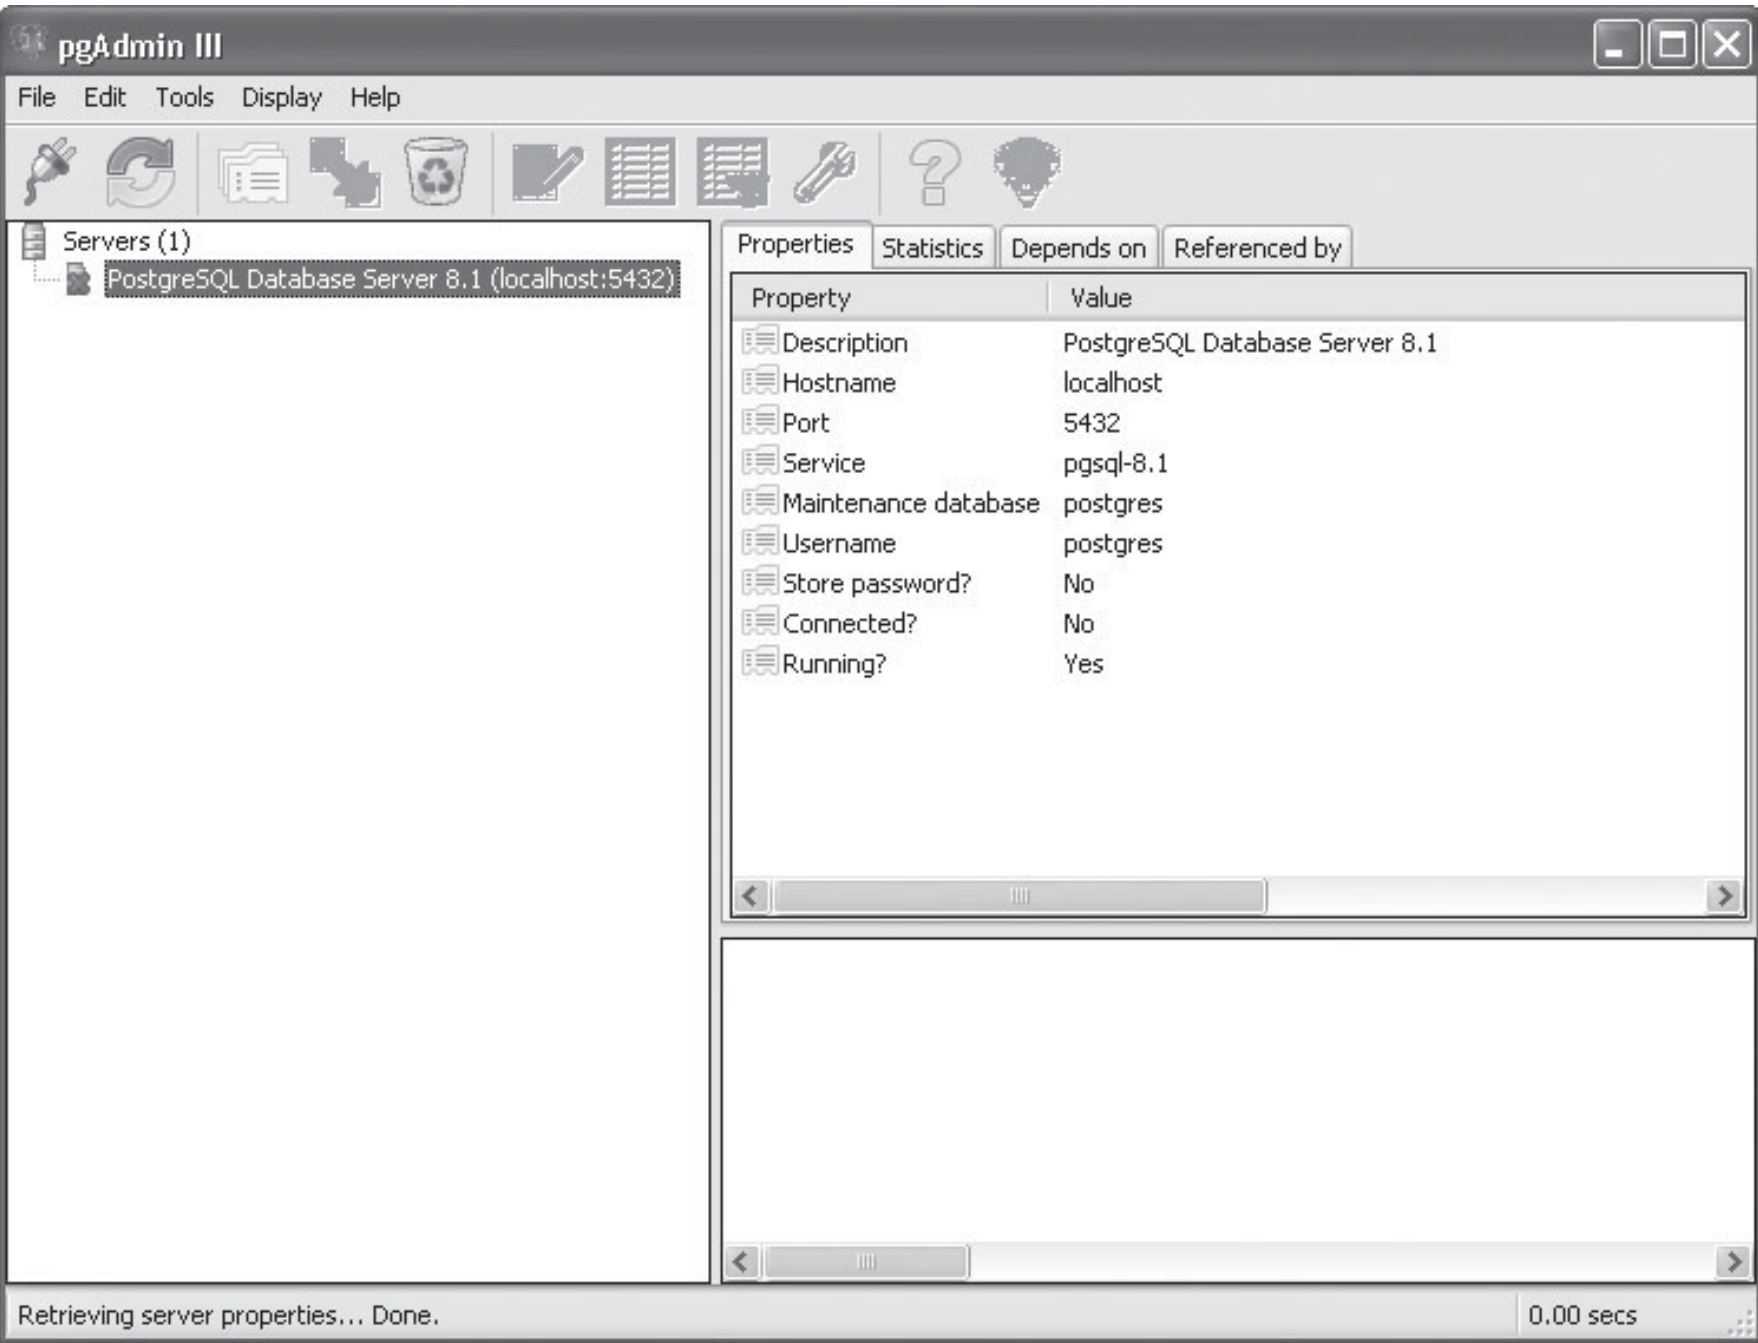 pgAdmin III
File Edit Tools Display Help
Servers (1)
PostgreSQL Database Server 8.1 (localhost:5432)
Properties Statistics Depends on Referenced by
Property Value
Description PostgreSQL Database Server 8.1
Hostname localhost
Port 5432
Service pgsql-8.1
Maintenance database postgres
Username postgres
Store password? No
Connected? No
Running? Yes
Retrieving server properties... Done. 0.00 secs